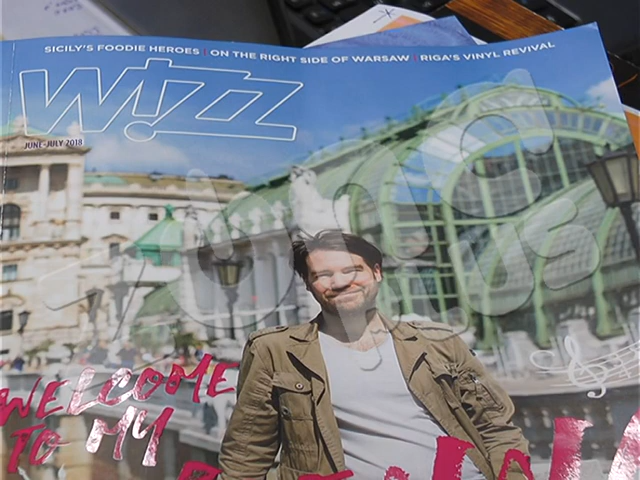 SICILY'S FOODIE HEROES | ON THE RIGHT SIDE OF WARSAW | RIGA'S VINYL REVIVAL
WIZZ
JUNE-JULY 2018
WELCOME
TO MY